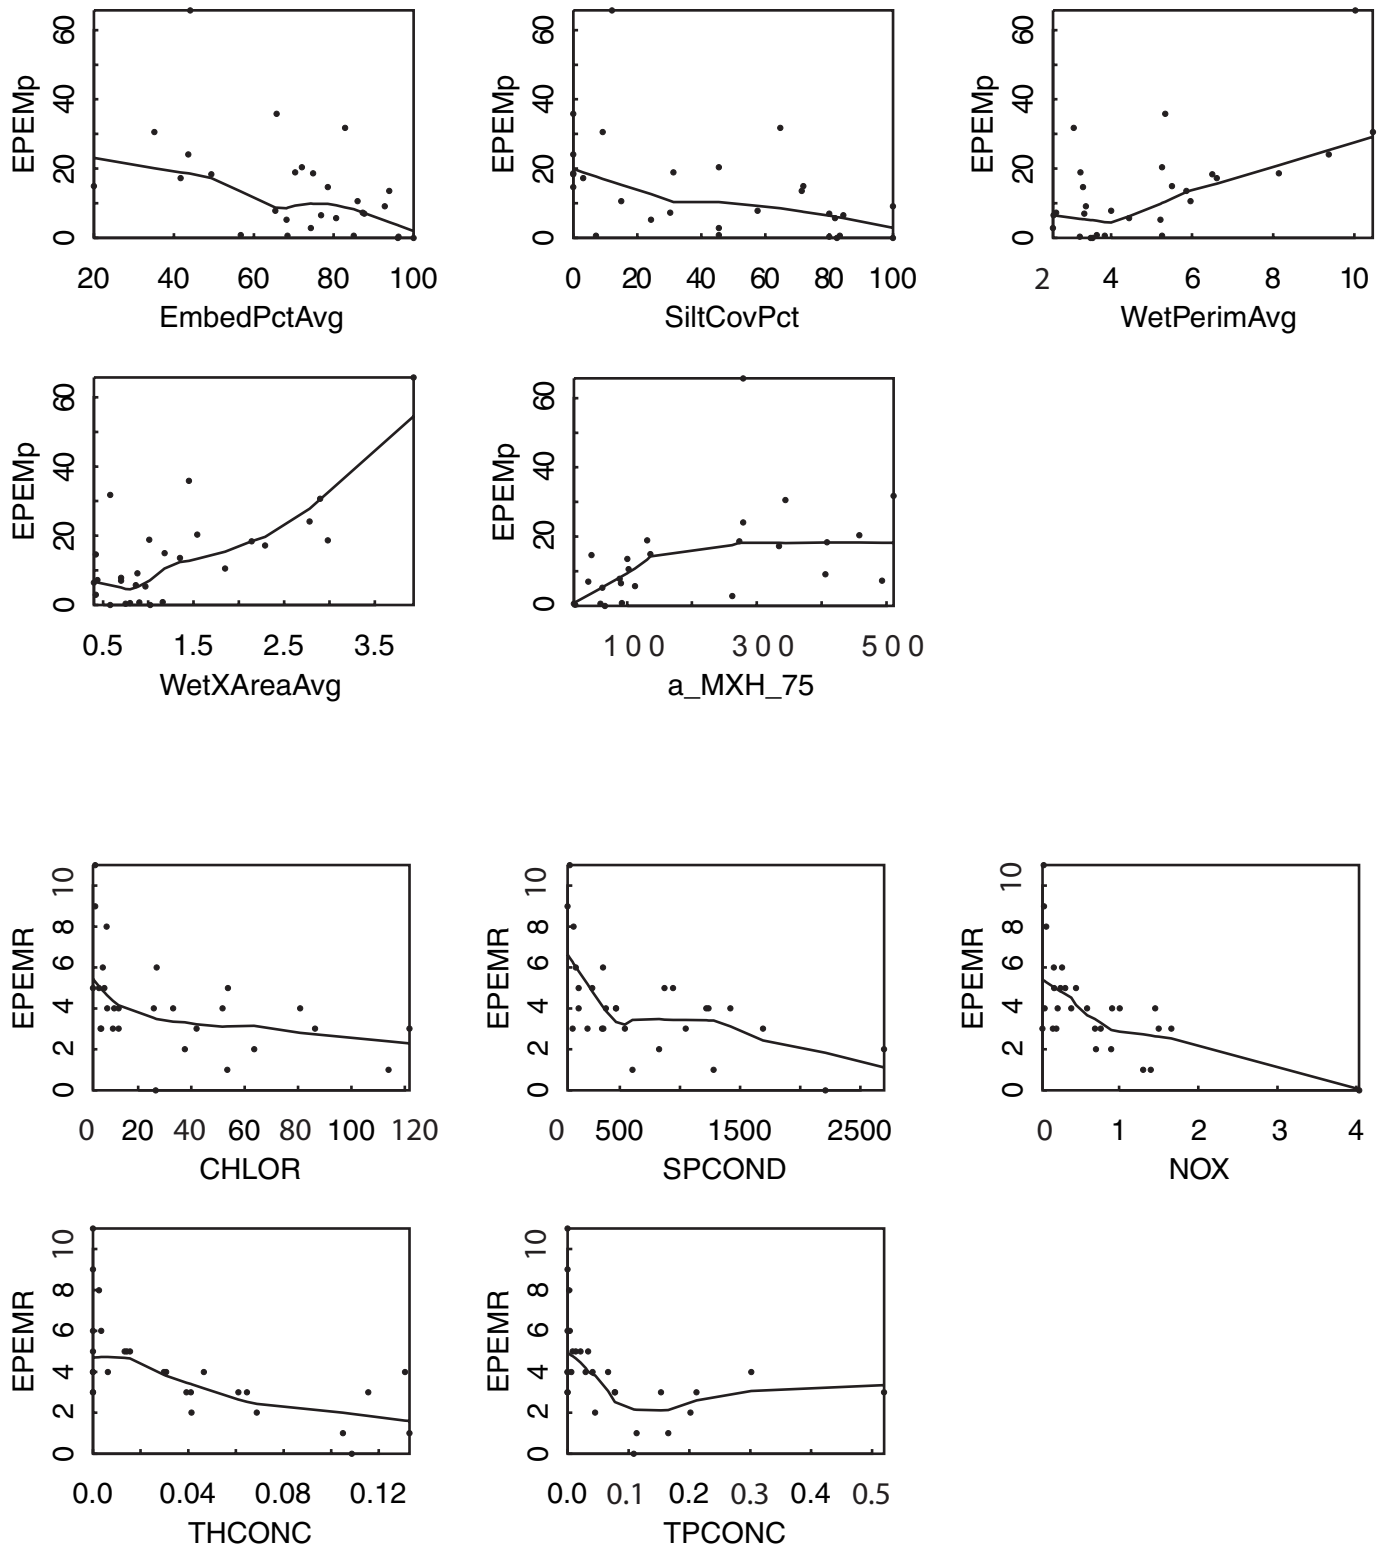 EPEMp
60
40
20
0
20 40 60 80 100
EmbedPctAvg
EPEMp
60
40
20
0
0 20 40 60 80 100
SiltCovPct
EPEMp
60
40
20
0
2 4 6 8 10
WetPerimAvg
EPEMp
60
40
20
0
0.5 1.5 2.5 3.5
WetXAreaAvg
EPEMp
60
40
20
0
100 300 500
a_MXH_75
EPEMR
10
8
6
4
2
0
0 20 40 60 80 100 120
CHLOR
EPEMR
10
8
6
4
2
0
0 500 1500 2500
SPCOND
EPEMR
10
8
6
4
2
0
0 1 2 3 4
NOX
EPEMR
10
8
6
4
2
0
0.0 0.04 0.08 0.12
THCONC
EPEMR
10
8
6
4
2
0
0.0 0.1 0.2 0.3 0.4 0.5
TPCONC